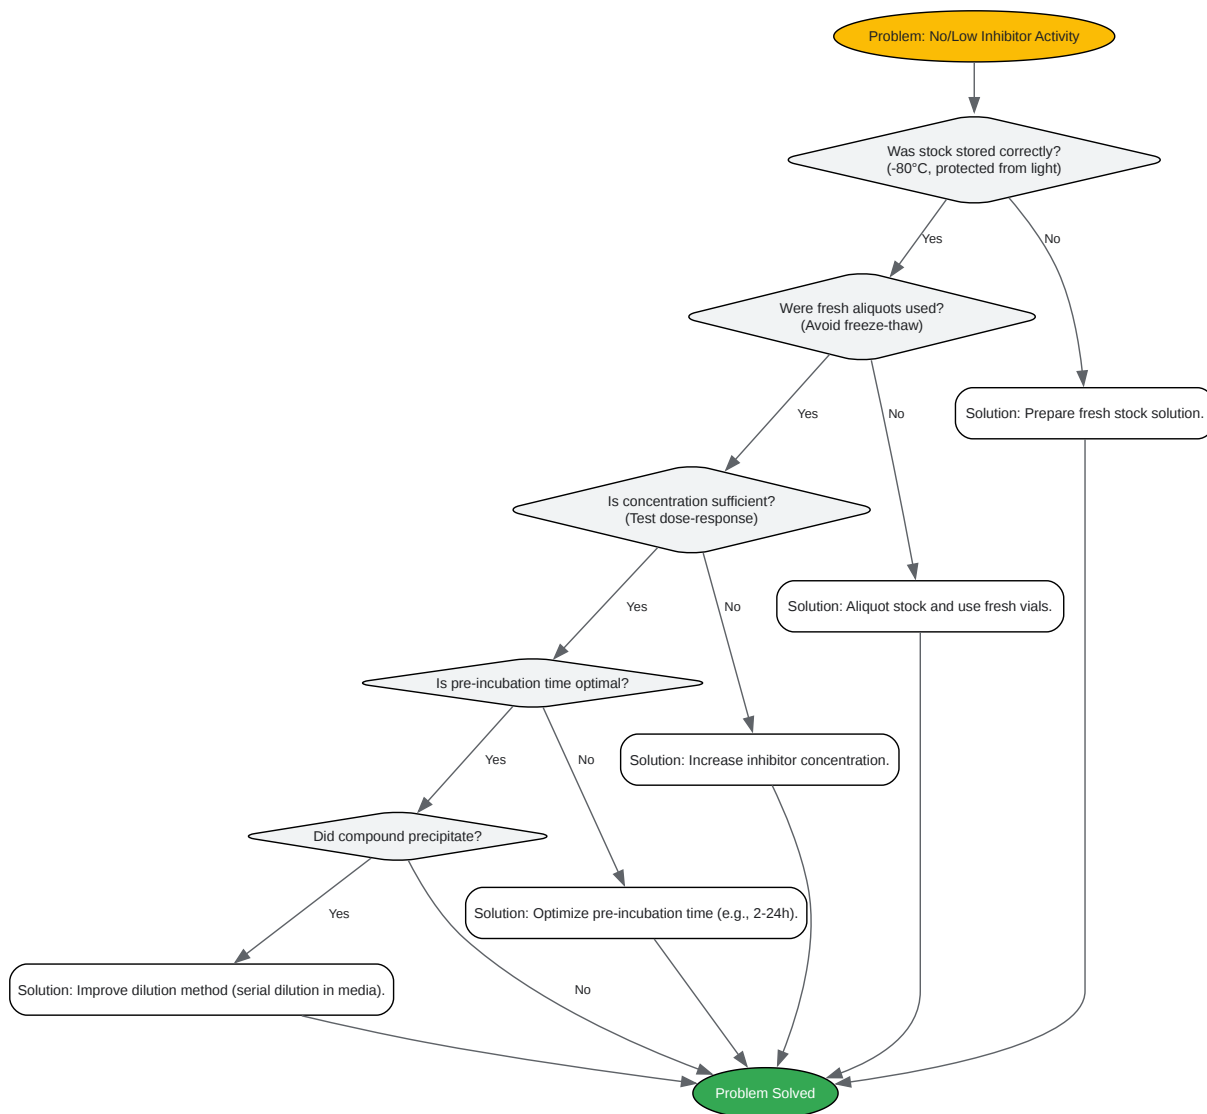 Problem: No/Low Inhibitor Activity
Was stock stored correctly?
(-80°C, protected from light)
Yes
No
Were fresh aliquots used?
(Avoid freeze-thaw)
Yes
No
Solution: Prepare fresh stock solution.
Is concentration sufficient?
(Test dose-response)
Yes
No
Solution: Aliquot stock and use fresh vials.
Is pre-incubation time optimal?
Yes
No
Solution: Increase inhibitor concentration.
Did compound precipitate?
Yes
No
Solution: Optimize pre-incubation time (e.g., 2-24h).
Solution: Improve dilution method (serial dilution in media).
Problem Solved